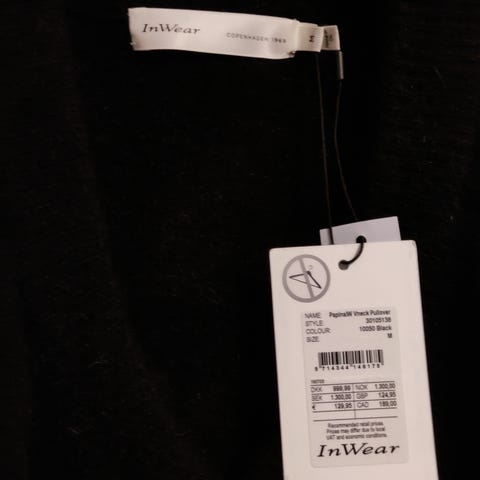 InWear
COPENHAGEN 1969
M
NAME: PapinaIW Vneck Pullover
STYLE: 30105138
COLOUR: 10050 Black
SIZE: M
5714344146175
DKK 999,99 NOK 1.300,00
SEK 1.300,00 GBP 124,95
€ 129,95 CAD 189,00
Recommended retail prices.
Prices may differ due to local
VAT and economic conditions.
InWear